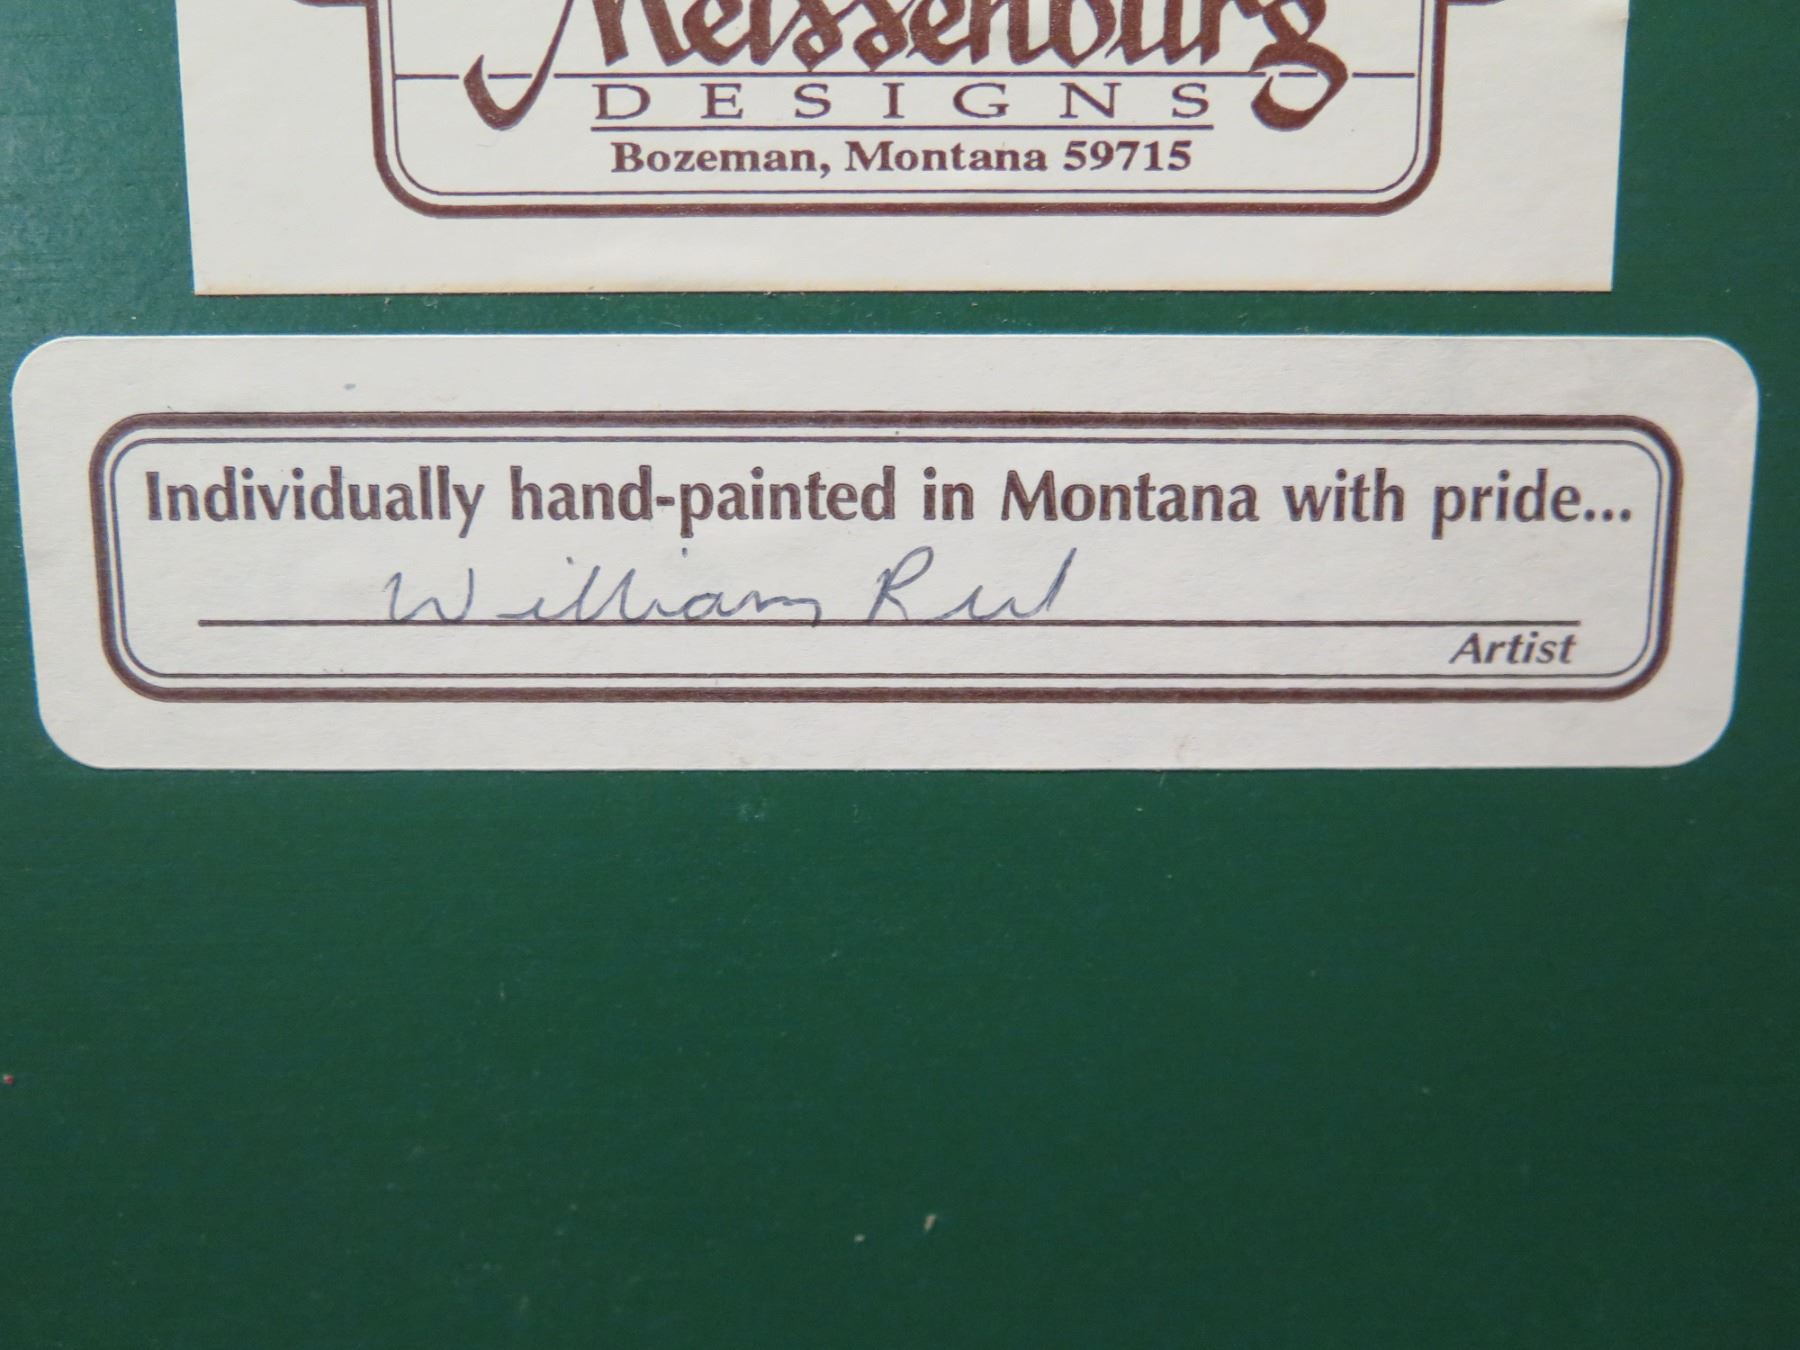 Meissenburg
DESIGNS
Bozeman, Montana 59715
Individually hand-painted in Montana with pride...
William
Artist